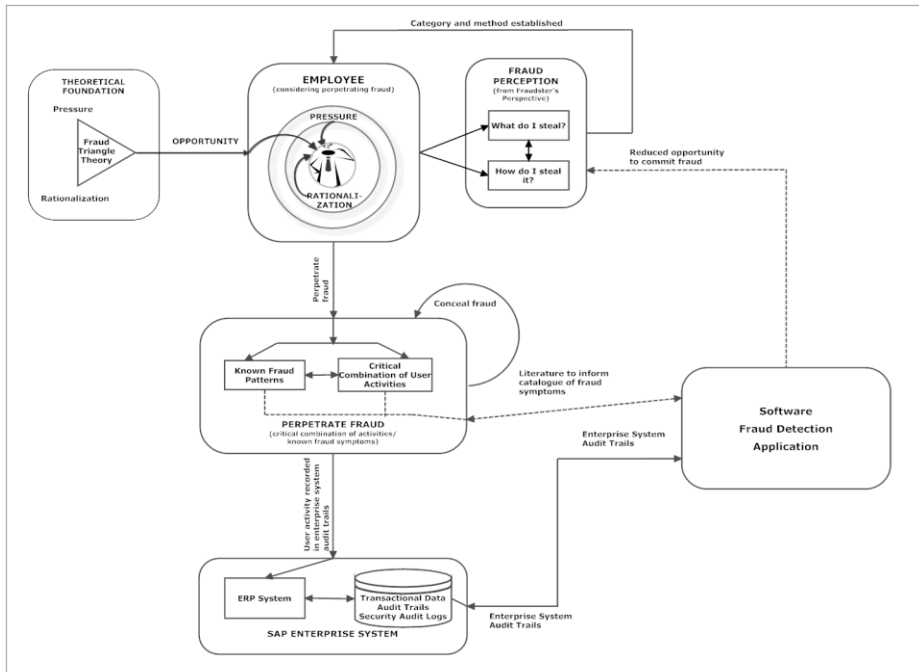 Category and method established
THEORETICAL
FOUNDATION
Pressure
Fraud
Triangle
Theory
Rationalization
OPPORTUNITY
EMPLOYEE
(considering perpetrating fraud)
PRESSURE
RATIONALI-
ZATION
FRAUD
PERCEPTION
(from Fraudster's
Perspective)
What do I steal?
How do I steal
it?
Reduced opportunity
to commit fraud
Perpetrate
fraud
Conceal fraud
Known Fraud
Patterns
Critical
Combination of User
Activities
PERPETRATE FRAUD
(critical combination of activities/
known fraud symptoms)
Literature to inform
catalogue of fraud
symptoms
Software
Fraud Detection
Application
Enterprise System
Audit Trails
User activity recorded
in enterprise system
audit trails
ERP System
Transactional Data
Audit Trails
Security Audit Logs
SAP ENTERPRISE SYSTEM
Enterprise System
Audit Trails